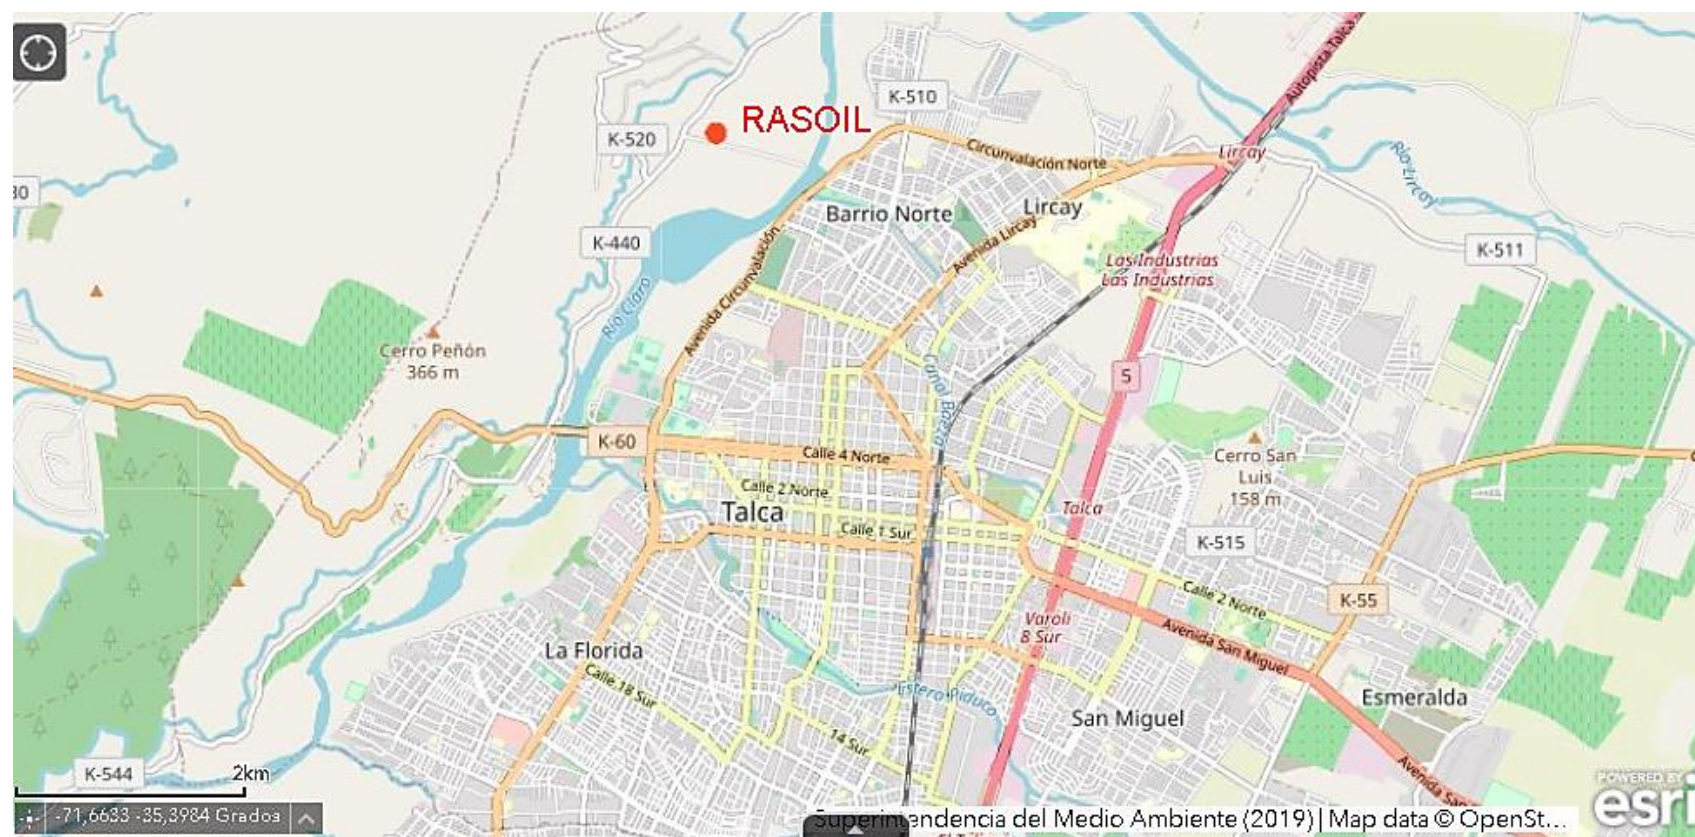 K-510
RASOIL
K-520
Circunvalación Norte
Autopista Talca
Lircay
Río Lircay
30
Barrio Norte
Lircay
K-440
Avenida Lircay
K-511
Las Industrias
Las Industrias
Río Claro
Avenida Circunvalación
Cerro Peñón
366 m
5
Canal Baeza
K-60
Calle 4 Norte
Cerro San
Luis
158 m
Calle 2 Norte
Talca
Talca
Calle 1 Sur
K-515
Calle 2 Norte
K-55
Varoli
8 Sur
Avenida San Miguel
La Florida
Calle 18 Sur
Estero Piduco
Esmeralda
San Miguel
14 Sur
K-544
2km
Avenida San
POWERED BY
esri
-71,6633 -35,3984 Grados
Superintendencia del Medio Ambiente (2019) | Map data © OpenSt...